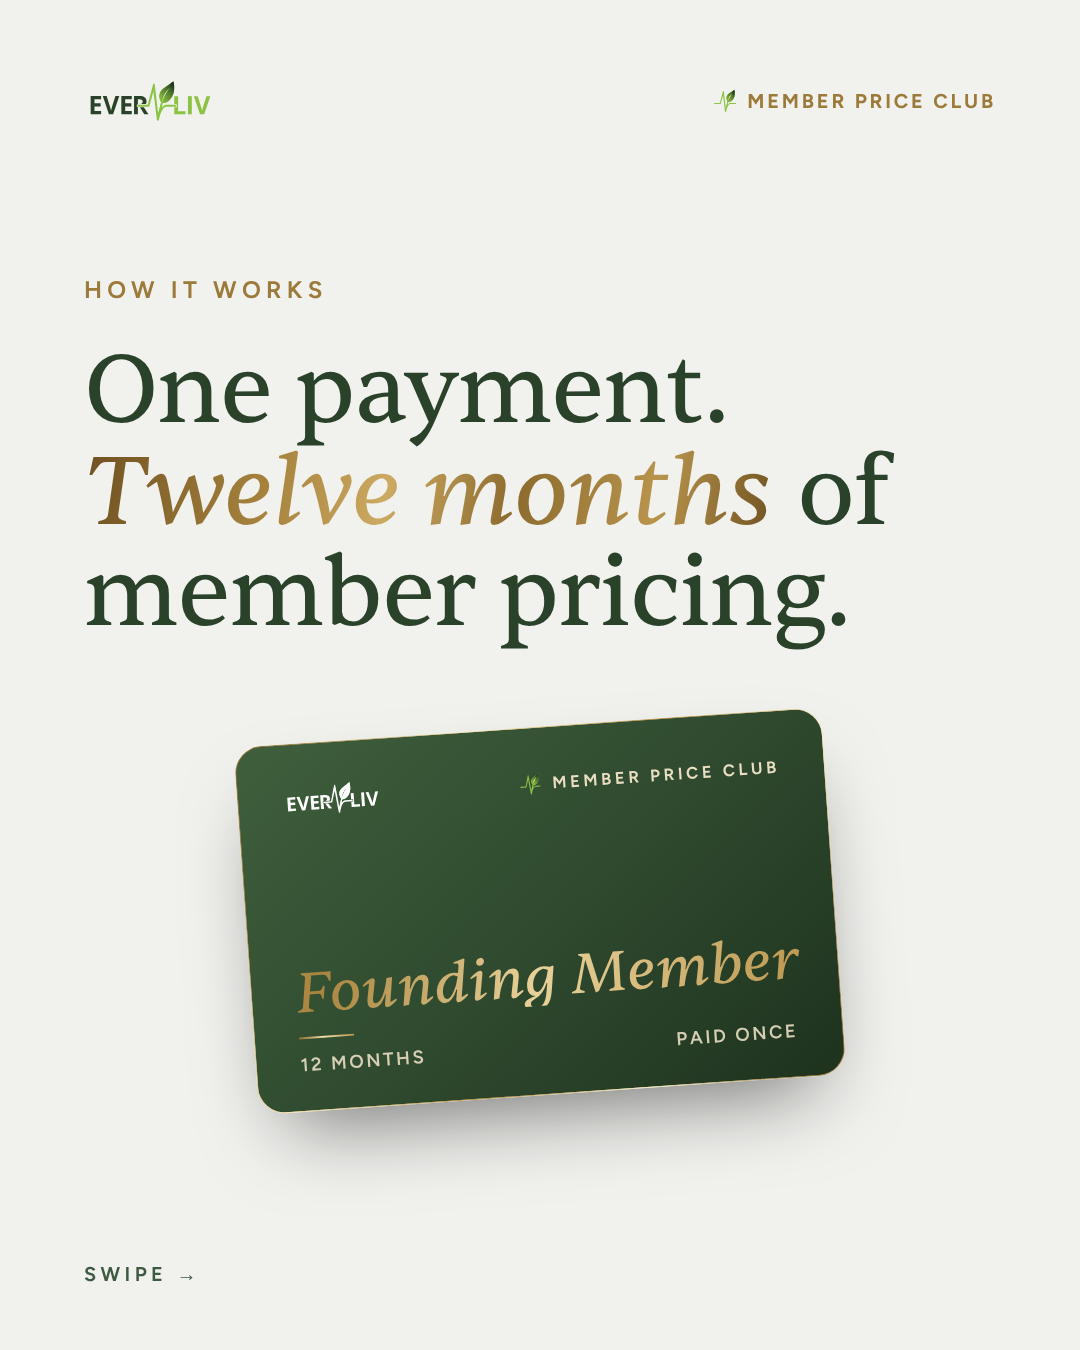 EVERLIV
MEMBER PRICE CLUB
HOW IT WORKS
One payment.
Twelve months of
member pricing.
EVERLIV
MEMBER PRICE CLUB
Founding Member
12 MONTHS
PAID ONCE
SWIPE →